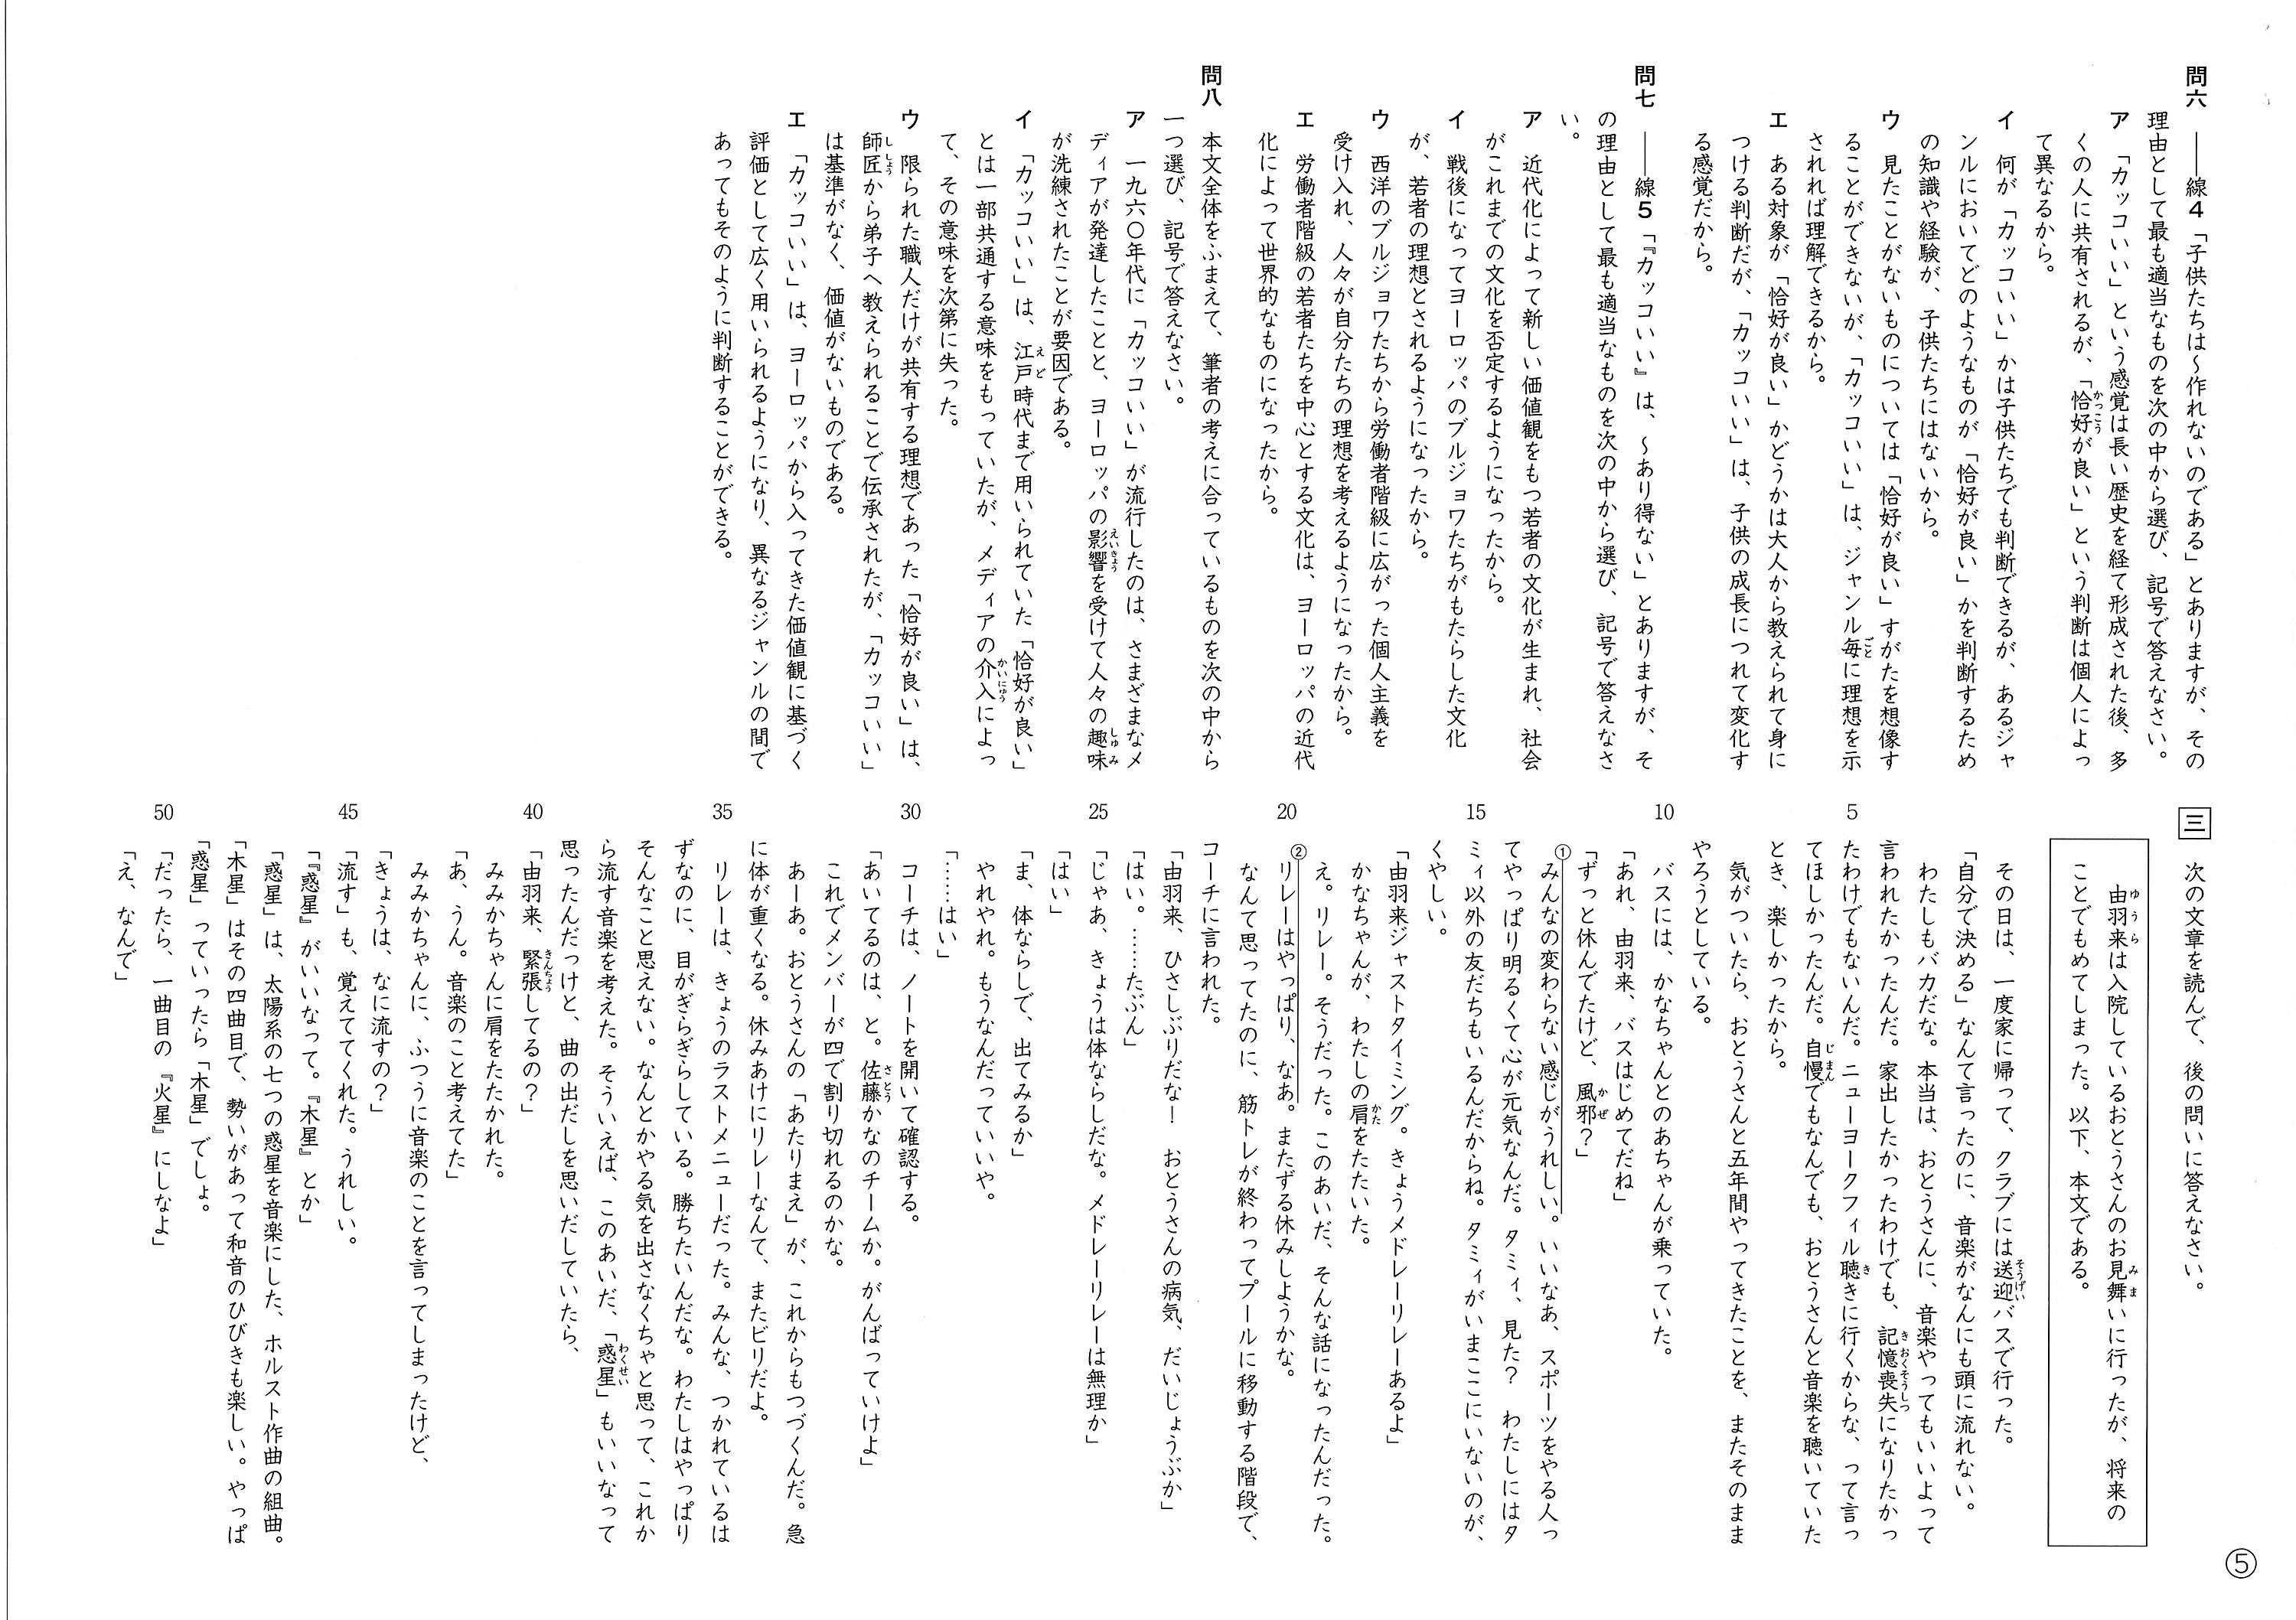 問六 ――線4「子供たちは〜作れないのである」とありますが、その
理由として最も適当なものを次の中から選び、記号で答えなさい。
ア 「カッコいい」という感覚は長い歴史を経て形成された後、多
くの人に共有されるが、「恰好が良い」という判断は個人によっ
て異なるから。
イ 何が「カッコいい」かは子供たちでも判断できるが、あるジャ
ンルにおいてどのようなものが「恰好が良い」かを判断するため
の知識や経験が、子供たちにはないから。
ウ 見たことがないものについては「恰好が良い」すがたを想像す
ることができないが、「カッコいい」は、ジャンル毎に理想を示
されれば理解できるから。
エ ある対象が「恰好が良い」かどうかは大人から教えられて身に
つける判断だが、「カッコいい」は、子供の成長につれて変化す
る感覚だから。
問七 ――線5「『カッコいい』は、〜あり得ない」とありますが、そ
の理由として最も適当なものを次の中から選び、記号で答えなさ
い。
ア 近代化によって新しい価値観をもつ若者の文化が生まれ、社会
がこれまでの文化を否定するようになったから。
イ 戦後になってヨーロッパのブルジョワたちがもたらした文化
が、若者の理想とされるようになったから。
ウ 西洋のブルジョワたちから労働者階級に広がった個人主義を
受け入れ、人々が自分たちの理想を考えるようになったから。
エ 労働者階級の若者たちを中心とする文化は、ヨーロッパの近代
化によって世界的なものになったから。
問八 本文全体をふまえて、筆者の考えに合っているものを次の中から
一つ選び、記号で答えなさい。
ア 一九六〇年代に「カッコいい」が流行したのは、さまざまなメ
ディアが発達したことと、ヨーロッパの影響を受けて人々の趣味
が洗練されたことが要因である。
イ 「カッコいい」は、江戸時代まで用いられていた「恰好が良い」
とは一部共通する意味をもっていたが、メディアの介入によっ
て、その意味を次第に失った。
ウ 限られた職人だけが共有する理想であった「恰好が良い」は、
師匠から弟子へ教えられることで伝承されたが、「カッコいい」
は基準がなく、価値がないものである。
エ 「カッコいい」は、ヨーロッパから入ってきた価値観に基づく
評価として広く用いられるようになり、異なるジャンルの間で
あってもそのように判断することができる。
三 次の文章を読んで、後の問いに答えなさい。
由羽来は入院しているおとうさんのお見舞いに行ったが、将来の
ことでもめてしまった。以下、本文である。
その日は、一度家に帰って、クラブには送迎バスで行った。
「自分で決める」なんて言ったのに、音楽がなんにも頭に流れない。
わたしもバカだな。本当は、おとうさんに、音楽やってもいいよって
言われたかったんだ。家出したかったわけでも、記憶喪失になりたかっ
5 たわけでもないんだ。ニューヨークフィル聴きに行くからな、って言っ
てほしかったんだ。自慢でもなんでも、おとうさんと音楽を聴いていた
とき、楽しかったから。
気がついたら、おとうさんと五年間やってきたことを、またそのまま
やろうとしている。
10 バスには、かなちゃんとのあちゃんが乗っていた。
「あれ、由羽来、バスはじめてだね」
「ずっと休んでたけど、風邪？」
①みんなの変わらない感じがうれしい。いいなあ、スポーツをやる人っ
てやっぱり明るくて心が元気なんだ。タミィ、見た？ わたしにはタ
15 ミィ以外の友だちもいるんだからね。タミィがいまここにいないのが、
くやしい。
「由羽来ジャストタイミング。きょうメドレーリレーあるよ」
かなちゃんが、わたしの肩をたたいた。
え。リレー。そうだった。このあいだ、そんな話になったんだった。
20 ②リレーはやっぱり、なあ。またずる休みしようかな。
なんて思ってたのに、筋トレが終わってプールに移動する階段で、
コーチに言われた。
「由羽来、ひさしぶりだな！ おとうさんの病気、だいじょうぶか」
「はい。……たぶん」
25 「じゃあ、きょうは体ならしだな。メドレーリレーは無理か」
「はい」
「ま、体ならしで、出てみるか」
やれやれ。もうなんだっていいや。
「……はい」
30 コーチは、ノートを開いて確認する。
「あいてるのは、と。佐藤かなのチームか。がんばっていけよ」
これでメンバーが四で割り切れるのかな。
あーあ。おとうさんの「あたりまえ」が、これからもつづくんだ。急
に体が重くなる。休みあけにリレーなんて、またビリだよ。
35 リレーは、きょうのラストメニューだった。みんな、つかれているは
ずなのに、目がぎらぎらしている。勝ちたいんだな。わたしはやっぱり
そんなこと思えない。なんとかやる気を出さなくちゃと思って、これか
ら流す音楽を考えた。そういえば、このあいだ、「惑星」もいいなって
思ったんだっけと、曲の出だしを思いだしていたら、
40 「由羽来、緊張してるの？」
みみかちゃんに肩をたたかれた。
「あ、うん。音楽のこと考えてた」
みみかちゃんに、ふつうに音楽のことを言ってしまったけど、
「きょうは、なに流すの？」
45 「流す」も、覚えててくれた。うれしい。
「『惑星』がいいなって。『木星』とか」
「惑星」は、太陽系の七つの惑星を音楽にした、ホルスト作曲の組曲。
「木星」はその四曲目で、勢いがあって和音のひびきも楽しい。やっぱ
「惑星」っていったら「木星」でしょ。
50 「だったら、一曲目の『火星』にしなよ」
「え、なんで」
⑤